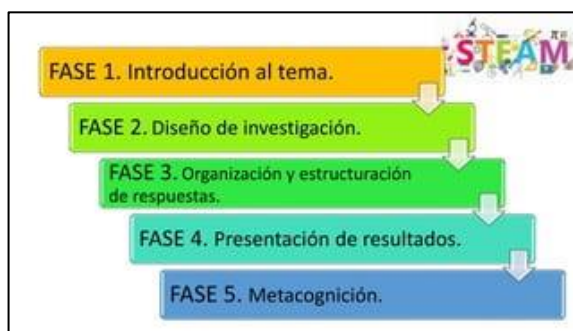 STEAM
FASE 1. Introducción al tema.
FASE 2. Diseño de investigación.
FASE 3. Organización y estructuración
de respuestas.
FASE 4. Presentación de resultados.
FASE 5. Metacognición.